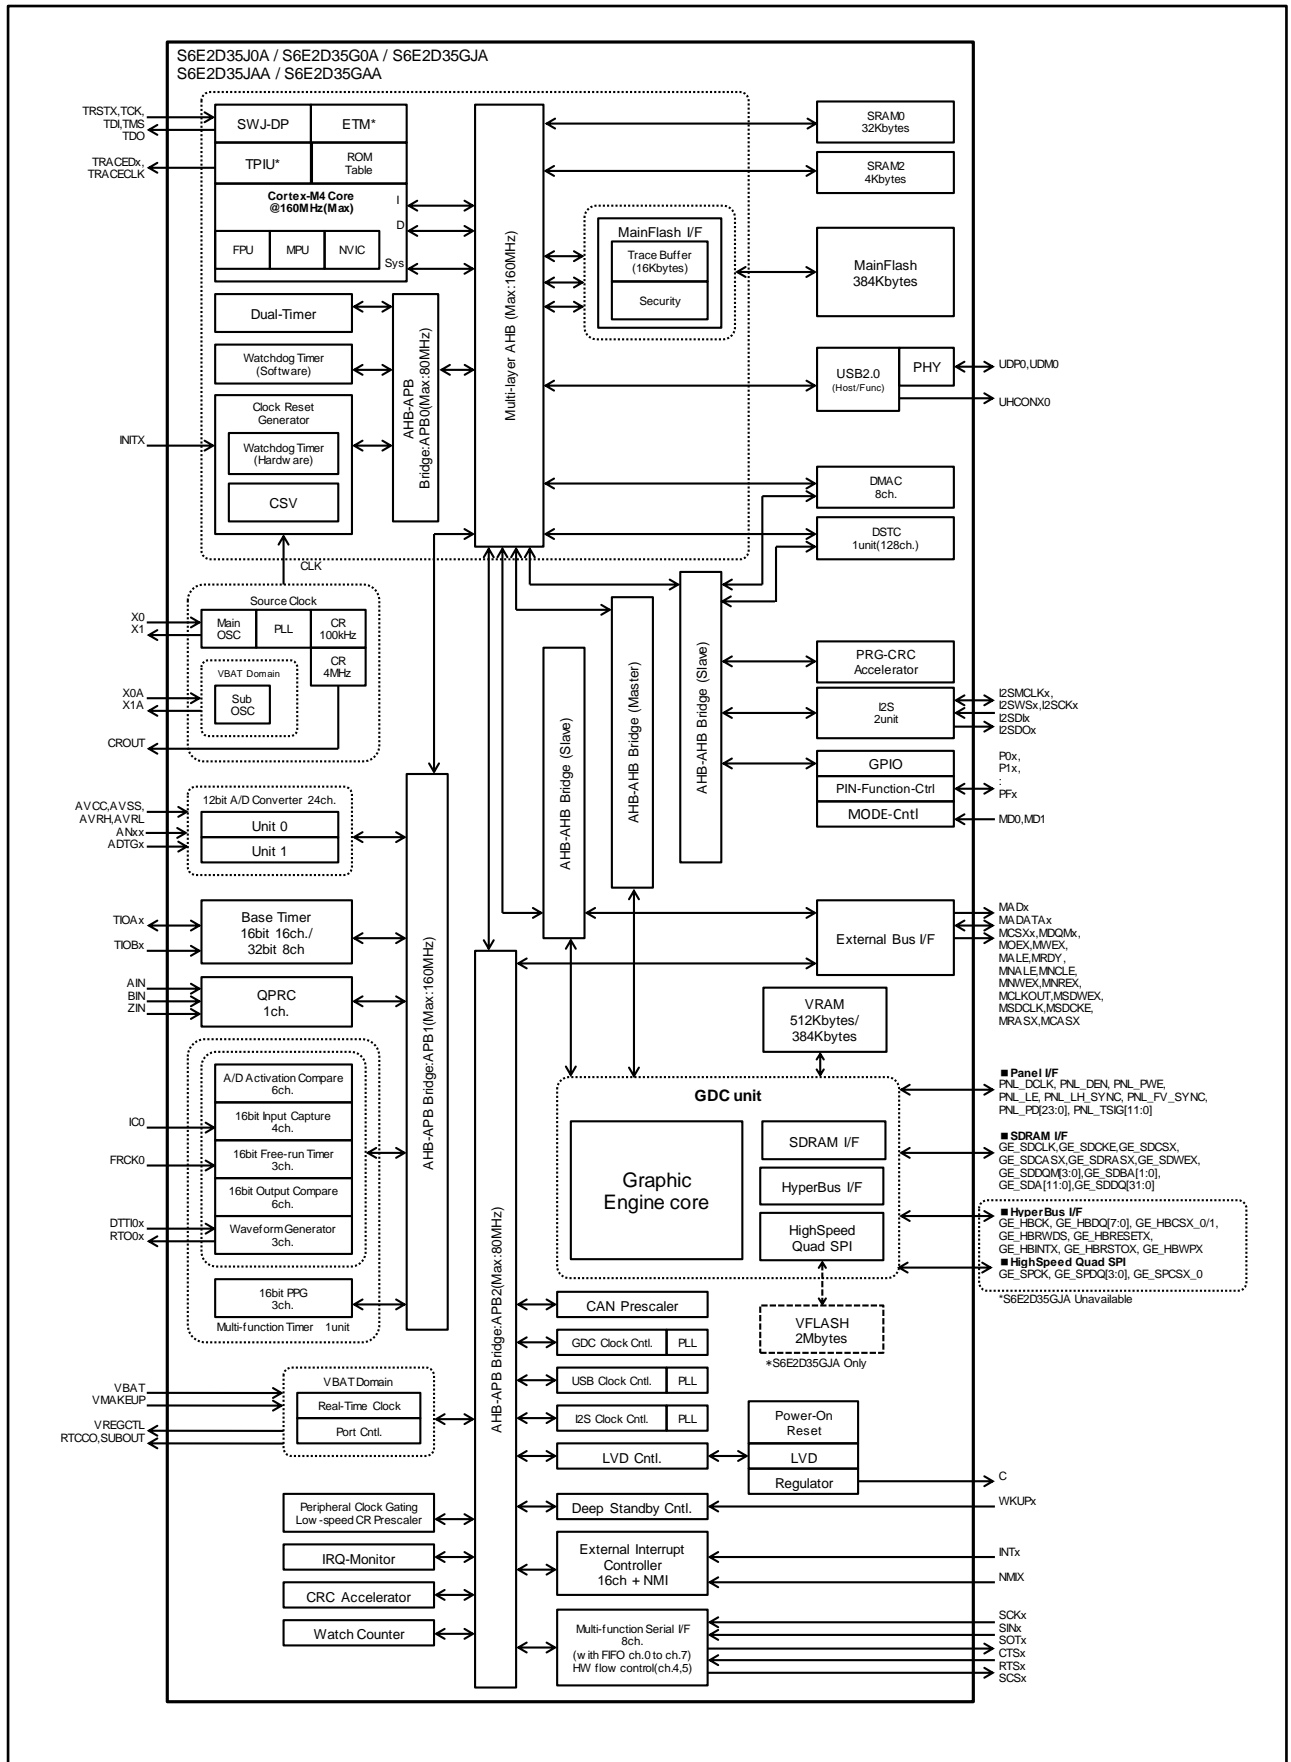 S6E2D35J0A / S6E2D35G0A / S6E2D35GJA
S6E2D35JAA / S6E2D35GAA
TRSTX,TCK,
TDI,TMS
TDO
TRACEDx,
TRACECLK
SWJ-DP
ETM*
TPIU*
ROM
Table
Cortex-M4 Core
@160MHz(Max)
I
D
Sys
FPU
MPU
NVIC
Dual-Timer
Watchdog Timer
(Software)
Clock Reset
Generator
Watchdog Timer
(Hardware)
CSV
INITX
AHB-APB
Bridge:APB0(Max:80MHz)
Multi-layer AHB (Max:160MHz)
MainFlash I/F
Trace Buffer
(16Kbytes)
Security
SRAM0
32Kbytes
SRAM2
4Kbytes
MainFlash
384Kbytes
USB2.0
(Host/Func)
PHY
UDP0,UDM0
UHCONX0
DMAC
8ch.
DSTC
1unit(128ch.)
CLK
Source Clock
X0
X1
Main
OSC
PLL
CR
100kHz
CR
4MHz
VBAT Domain
Sub
OSC
X0A
X1A
CROUT
AHB-AHB Bridge (Slave)
AHB-AHB Bridge (Master)
AHB-AHB Bridge (Slave)
PRG-CRC
Accelerator
I2S
2unit
I2SMCLKx,
I2SWSx,I2SCKx
I2SDIx
I2SDOx
GPIO
PIN-Function-Ctrl
MODE-Cntl
P0x,
P1x,
:
PFx
MD0,MD1
AVCC,AVSS,
AVRH,AVRL
ANxx
ADTGx
12bit A/D Converter 24ch.
Unit 0
Unit 1
TIOAx
TIOBx
Base Timer
16bit 16ch./
32bit 8ch
AIN
BIN
ZIN
QPRC
1ch.
AHB-APB Bridge:APB1(Max:160MHz)
External Bus I/F
MADx
MADATAx
MCSXx,MDQMx,
MOEX,MWEX,
MALE,MRDY,
MNALE,MNCLE,
MNWEX,MNREX,
MCLKOUT,MSDWEX,
MSDCLK,MSDCKE,
MRASX,MCASX
VRAM
512Kbytes/
384Kbytes
A/D Activation Compare
6ch.
IC0
16bit Input Capture
4ch.
FRCK0
16bit Free-run Timer
3ch.
16bit Output Compare
6ch.
DTTI0x
RTO0x
Waveform Generator
3ch.
16bit PPG
3ch.
Multi-function Timer 1unit
GDC unit
Graphic
Engine core
SDRAM I/F
HyperBus I/F
HighSpeed
Quad SPI
VFLASH
2Mbytes
*S6E2D35GJA Only
■Panel I/F
PNL_DCLK, PNL_DEN, PNL_PWE,
PNL_LE, PNL_LH_SYNC, PNL_FV_SYNC,
PNL_PD[23:0], PNL_TSIG[11:0]
■SDRAM I/F
GE_SDCLK,GE_SDCKE,GE_SDCSX,
GE_SDCASX,GE_SDRASX,GE_SDWEX,
GE_SDDQM[3:0],GE_SDBA[1:0],
GE_SDA[11:0],GE_SDDQ[31:0]
■HyperBus I/F
GE_HBCK, GE_HBDQ[7:0], GE_HBCSX_0/1,
GE_HBRWDS, GE_HBRESETX,
GE_HBINTX, GE_HBRSTOX, GE_HBWPX
■HighSpeed Quad SPI
GE_SPCK, GE_SPDQ[3:0], GE_SPCSX_0
*S6E2D35GJA Unavailable
AHB-APB Bridge:APB2(Max:80MHz)
CAN Prescaler
GDC Clock Cntl.
PLL
USB Clock Cntl.
PLL
I2S Clock Cntl.
PLL
LVD Cntl.
Power-On
Reset
LVD
Regulator
C
VBAT
VWAKEUP
VREGCTL
RTCCO,SUBOUT
VBAT Domain
Real-Time Clock
Port Cntl.
Peripheral Clock Gating
Low-speed CR Prescaler
IRQ-Monitor
CRC Accelerator
Watch Counter
Deep Standby Cntl.
WKUPx
External Interrupt
Controller
16ch + NMI
INTx
NMIX
Multi-function Serial I/F
8ch.
(with FIFO ch.0 to ch.7)
HW flow control(ch.4,5)
SCKx
SINx
SOTx
CTSx
RTSx
SCSx